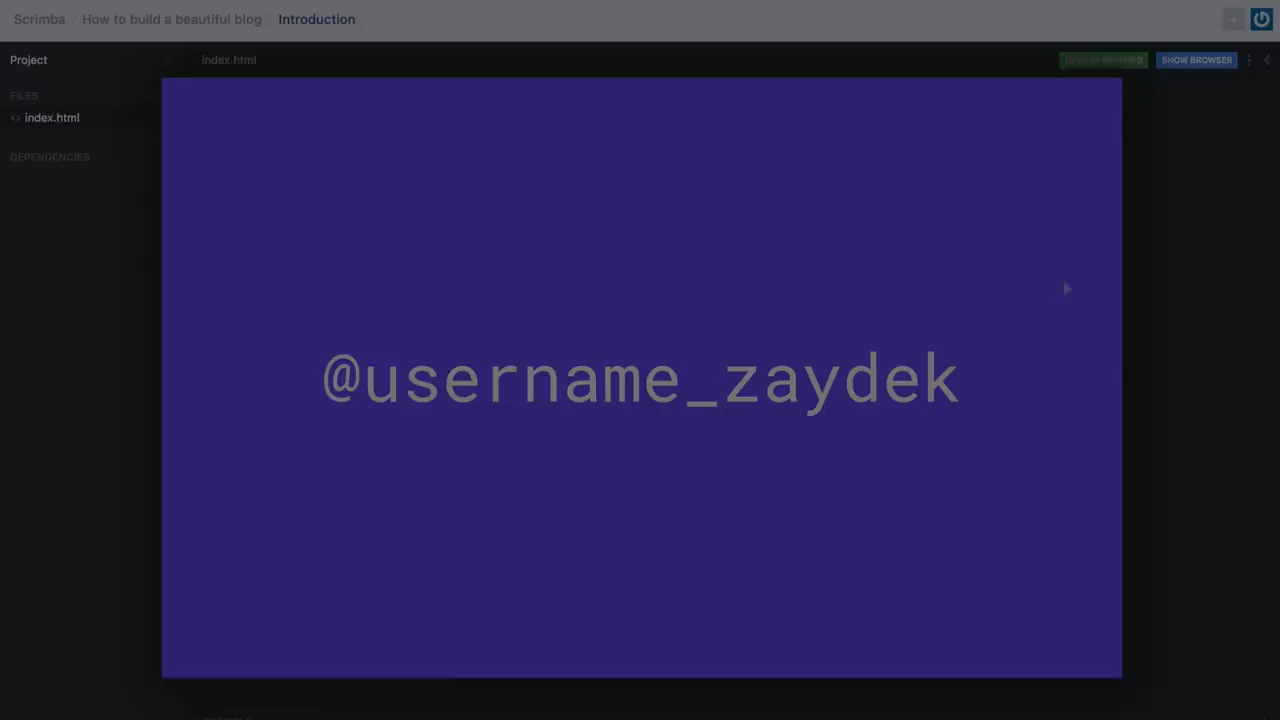 Scrimba / How to build a beautiful blog / Introduction
+
Project
index.html
SHOW BROWSER
FILES
<> index.html
DEPENDENCIES
@username_zaydek